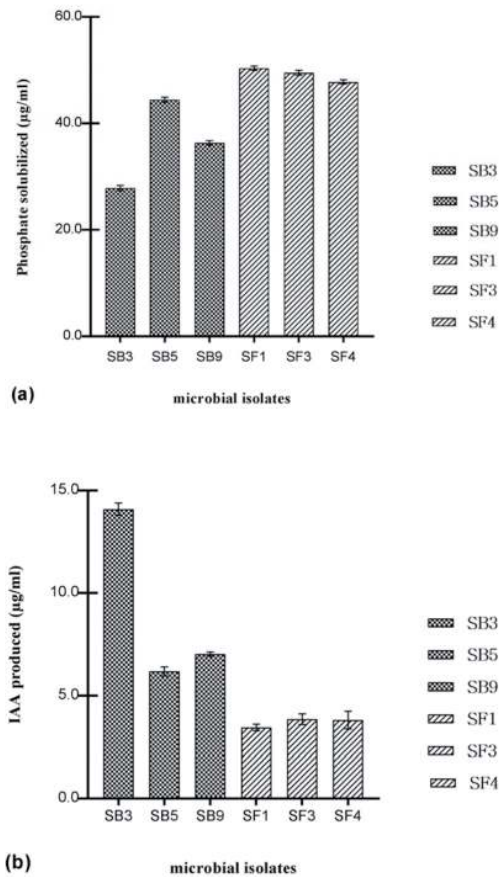 60.0
40.0
20.0
0.0
Phosphate solubilized (µg/ml)
SB3 SB5 SB9 SF1 SF3 SF4
microbial isolates
SB3
SB5
SB9
SF1
SF3
SF4
(a)
15.0
10.0
5.0
0.0
IAA produced (µg/ml)
SB3 SB5 SB9 SF1 SF3 SF4
microbial isolates
SB3
SB5
SB9
SF1
SF3
SF4
(b)